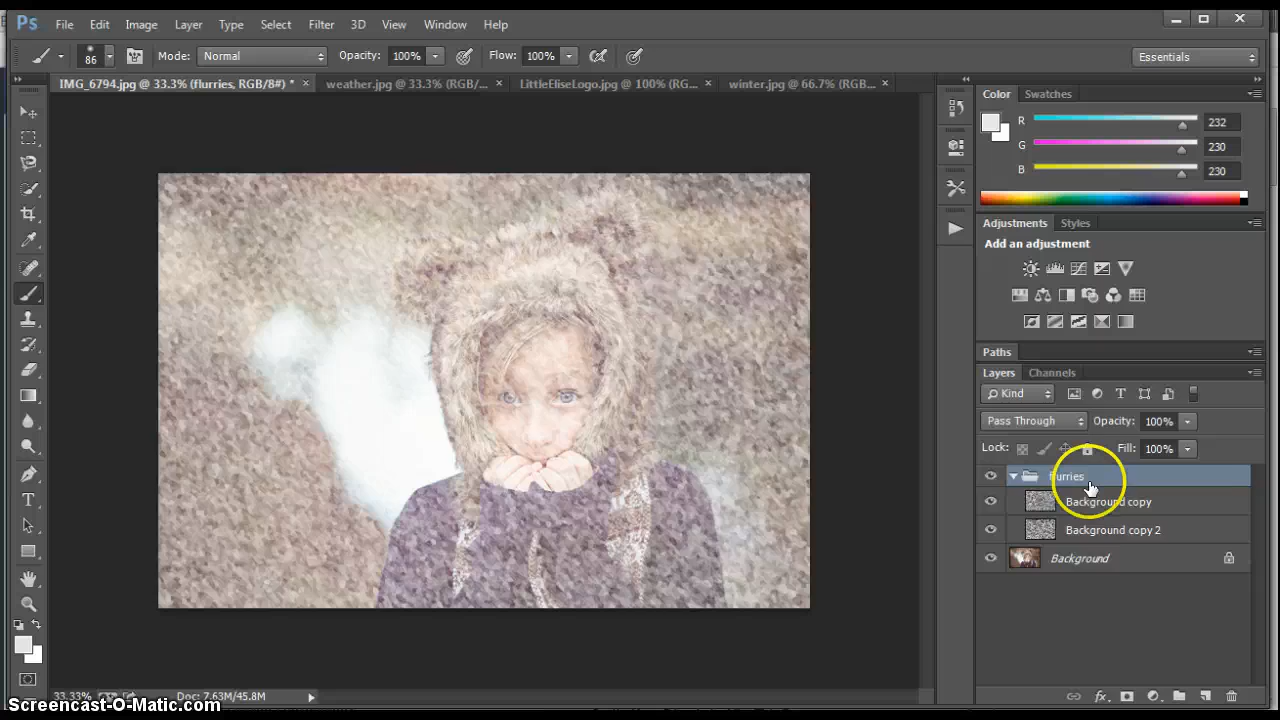 Ps File Edit Image Layer Type Select Filter 3D View Window Help
86 Mode: Normal Opacity: 100% Flow: 100% Essentials
IMG_6794.jpg @ 33.3% (flurries, RGB/8#) * × weather.jpg @ 33.3% (RGB/... × LittleEliseLogo.jpg @ 100% (RG... × winter.jpg @ 66.7% (RGB... ×
Color Swatches
R 232
G 230
B 230
Adjustments Styles
Add an adjustment
Paths
Layers Channels
Kind
Pass Through Opacity: 100%
Lock: Fill: 100%
flurries
Background copy
Background copy 2
Background
33.33% Doc: 7.63M/45.8M
Screencast-O-Matic.com